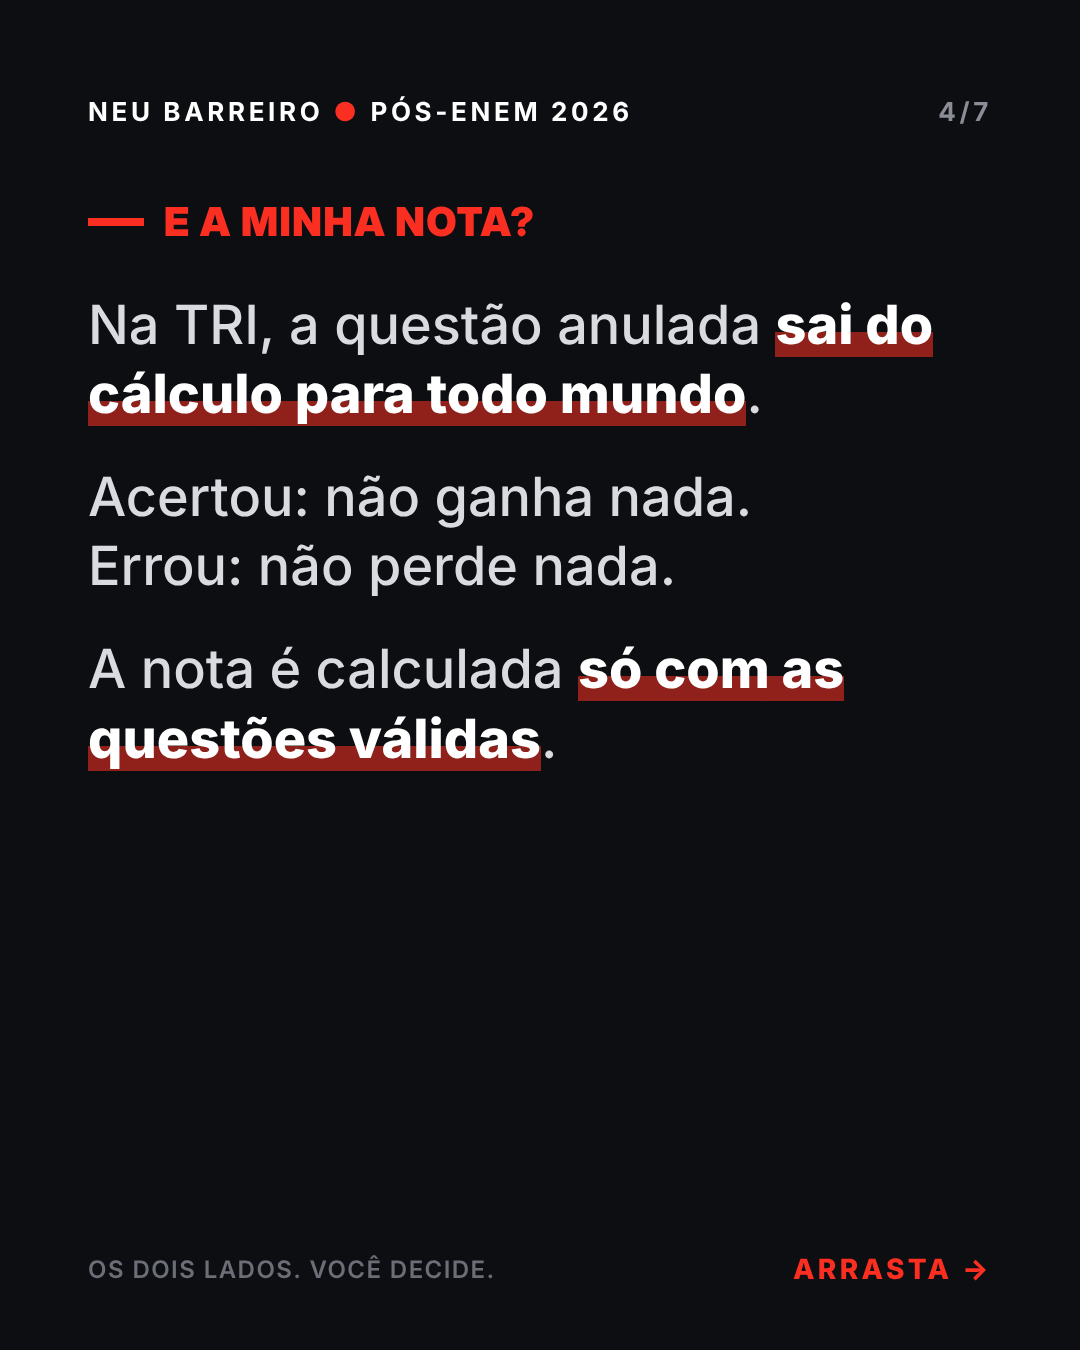 NEU BARREIRO ● PÓS-ENEM 2026
4/7
E A MINHA NOTA?
Na TRI, a questão anulada sai do
cálculo para todo mundo.
Acertou: não ganha nada.
Errou: não perde nada.
A nota é calculada só com as
questões válidas.
OS DOIS LADOS. VOCÊ DECIDE.
ARRASTA →